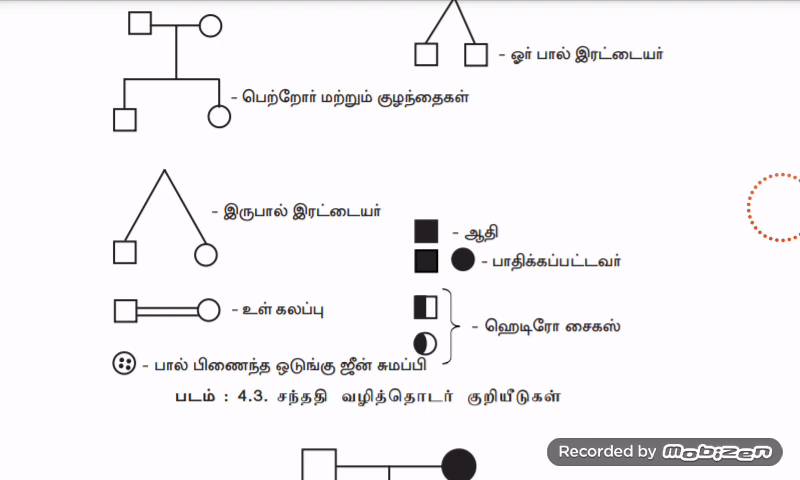 - ஓர் பால் இரட்டையர்
- பெற்றோர் மற்றும் குழந்தைகள்
- இருபால் இரட்டையர்
- ஆதி
- பாதிக்கப்பட்டவர்
- உள் கலப்பு
- ஹெடிரோ சைகஸ்
- பால் பிணைந்த ஒடுங்கு ஜீன் சுமப்பி
படம் : 4.3. சந்ததி வழித்தொடர் குறியீடுகள்
Recorded by mobizen